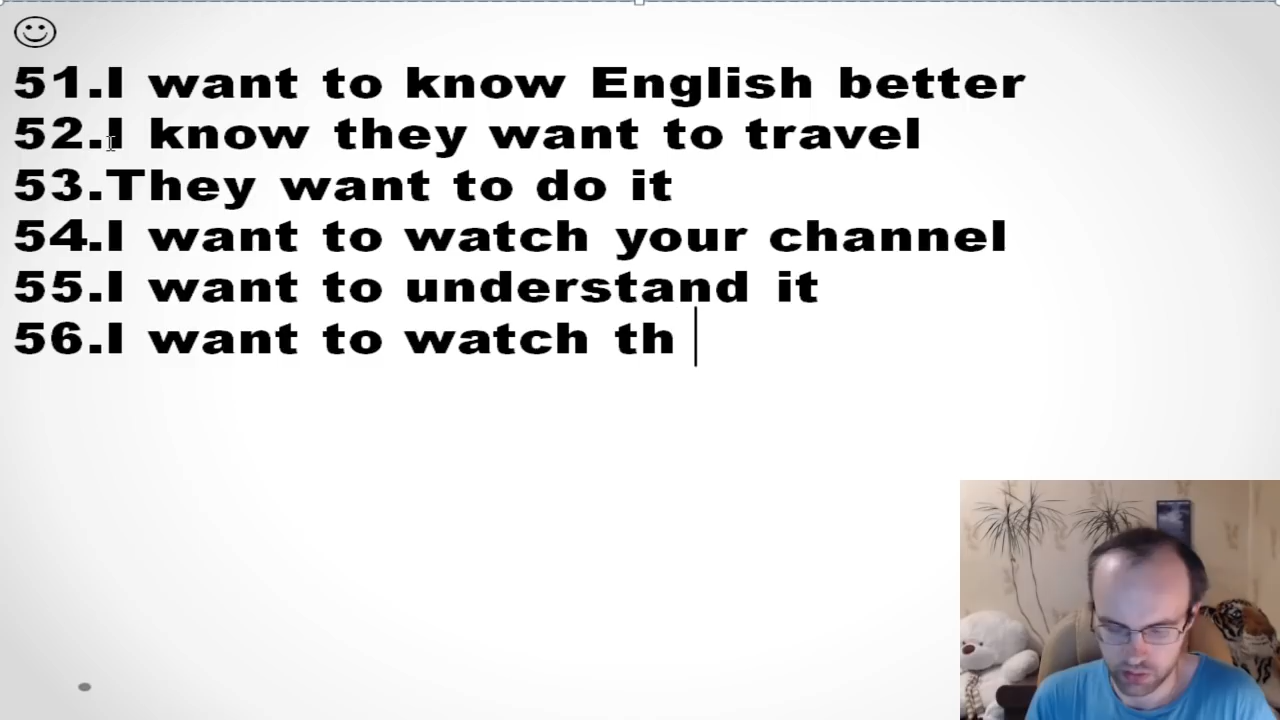 51.I want to know English better
52.I know they want to travel
53.They want to do it
54.I want to watch your channel
55.I want to understand it
56.I want to watch th